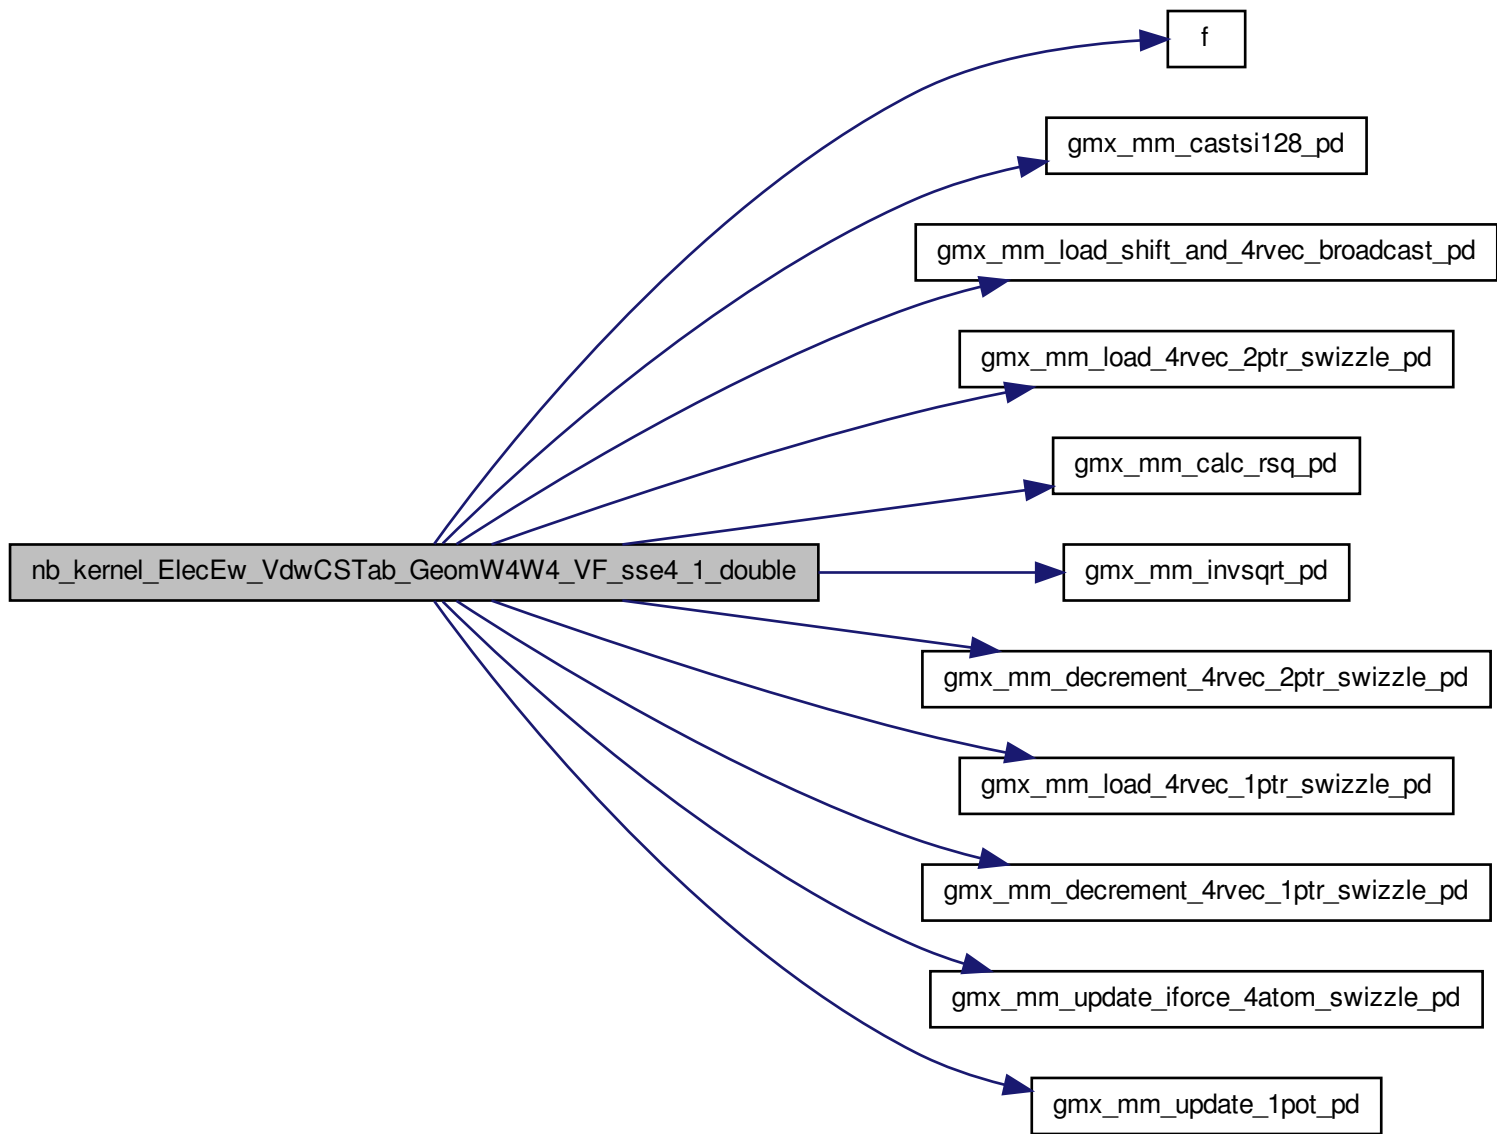 f
gmx_mm_castsi128_pd
gmx_mm_load_shift_and_4rvec_broadcast_pd
gmx_mm_load_4rvec_2ptr_swizzle_pd
gmx_mm_calc_rsq_pd
nb_kernel_ElecEw_VdwCSTab_GeomW4W4_VF_sse4_1_double
gmx_mm_invsqrt_pd
gmx_mm_decrement_4rvec_2ptr_swizzle_pd
gmx_mm_load_4rvec_1ptr_swizzle_pd
gmx_mm_decrement_4rvec_1ptr_swizzle_pd
gmx_mm_update_iforce_4atom_swizzle_pd
gmx_mm_update_1pot_pd